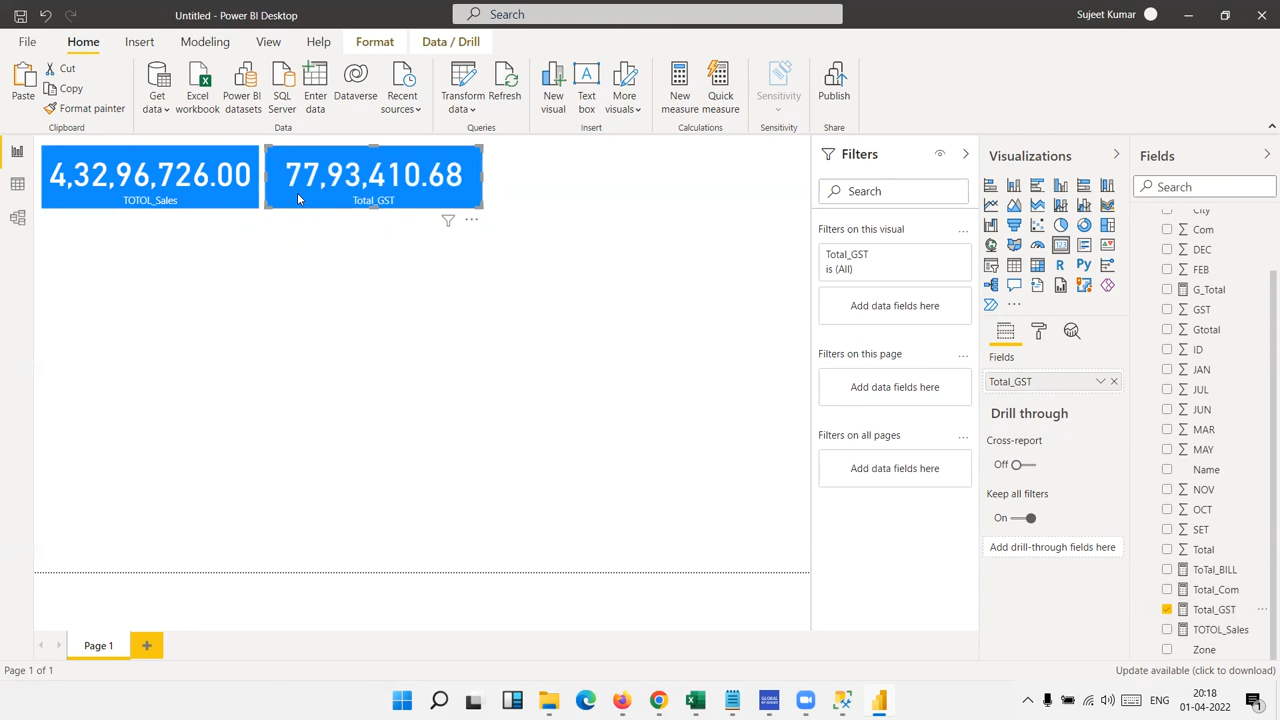 Untitled - Power BI Desktop
Search
Sujeet Kumar
File
Home
Insert
Modeling
View
Help
Format
Data / Drill
Paste
Cut
Copy
Format painter
Clipboard
Get data
Excel workbook
Power BI datasets
SQL Server
Enter data
Dataverse
Recent sources
Data
Transform data
Refresh
Queries
New visual
Text box
More visuals
Insert
New measure
Quick measure
Calculations
Sensitivity
Sensitivity
Publish
Share
4,32,96,726.00
TOTOL_Sales
77,93,410.68
Total_GST
Filters
Search
Filters on this visual
Total_GST
is (All)
Add data fields here
Filters on this page
Add data fields here
Filters on all pages
Add data fields here
Visualizations
R
Py
Fields
Total_GST
Drill through
Cross-report
Off
Keep all filters
On
Add drill-through fields here
Fields
Search
City
Com
DEC
FEB
G_Total
GST
Gtotal
ID
JAN
JUL
JUN
MAR
MAY
Name
NOV
OCT
SET
Total
ToTal_BILL
Total_Com
Total_GST
TOTOL_Sales
Zone
Page 1
Page 1 of 1
Update available (click to download)
ENG
20:18
01-04-2022